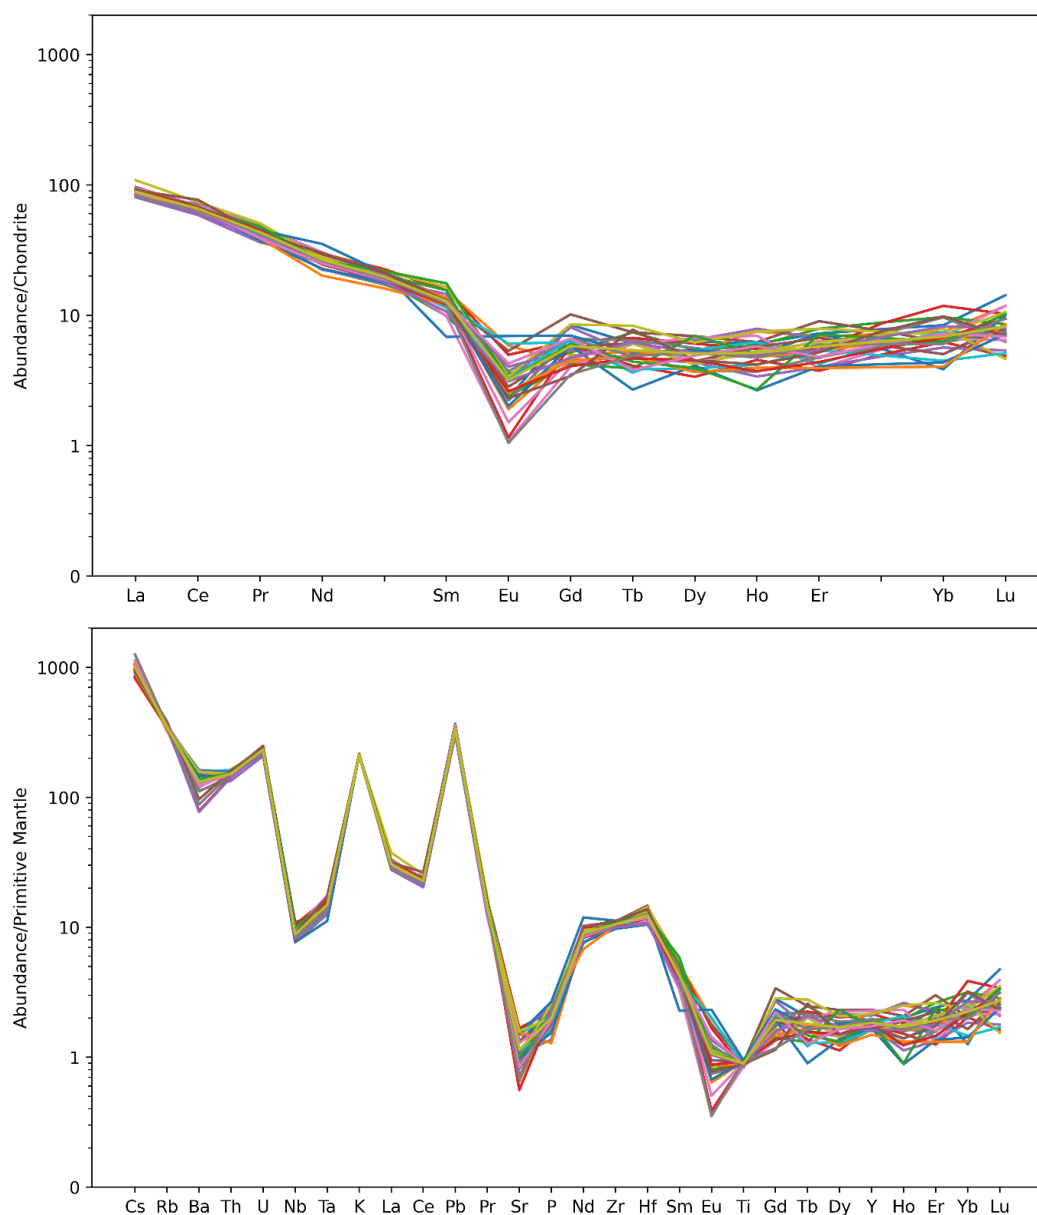 1000
100
10
1
0
Abundance/Chondrite
La Ce Pr Nd Sm Eu Gd Tb Dy Ho Er Yb Lu
1000
100
10
1
0
Abundance/Primitive Mantle
Cs Rb Ba Th U Nb Ta K La Ce Pb Pr Sr P Nd Zr Hf Sm Eu Ti Gd Tb Dy Y Ho Er Yb Lu